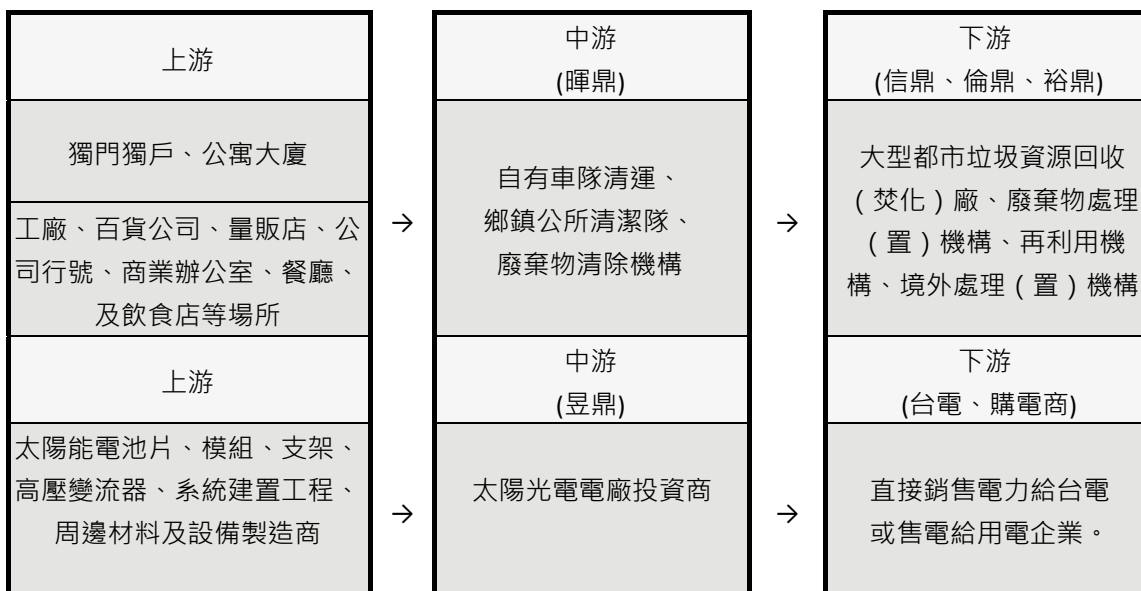 上游
獨門獨戶、公寓大廈
工廠、百貨公司、量販店、公
司行號、商業辦公室、餐廳、
及飲食店等場所
→
中游
(暉鼎)
自有車隊清運、
鄉鎮公所清潔隊、
廢棄物清除機構
→
下游
(信鼎、倫鼎、裕鼎)
大型都市垃圾資源回收
（焚化）廠、廢棄物處理
（置）機構、再利用機
構、境外處理（置）機構
上游
太陽能電池片、模組、支架、
高壓變流器、系統建置工程、
周邊材料及設備製造商
→
中游
(昱鼎)
太陽光電電廠投資商
→
下游
(台電、購電商)
直接銷售電力給台電
或售電給用電企業。